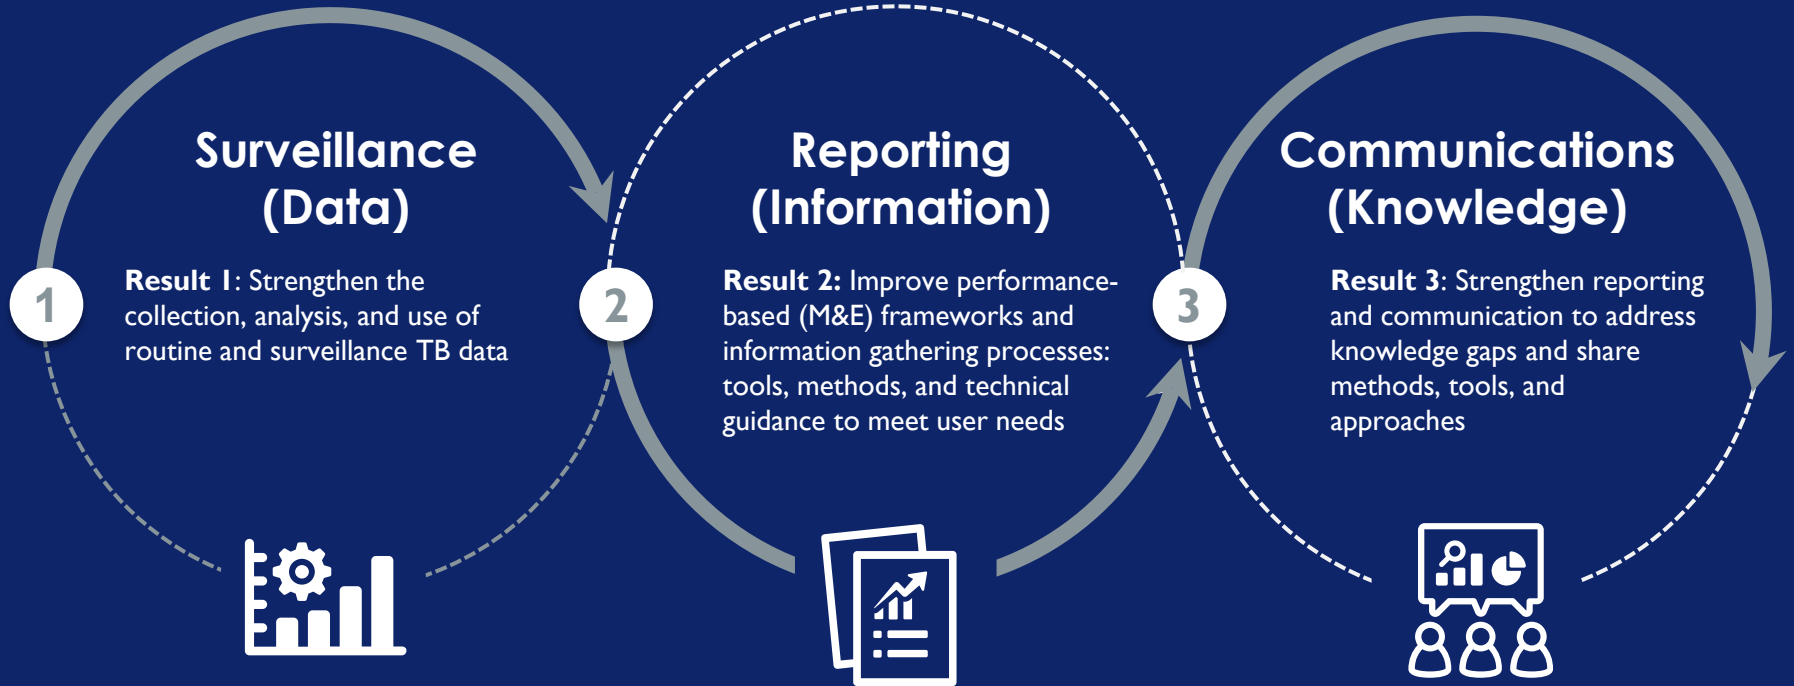 Surveillance
(Data)
1
Result 1: Strengthen the
collection, analysis, and use of
routine and surveillance TB data
Reporting
(Information)
2
Result 2: Improve performance-
based (M&E) frameworks and
information gathering processes:
tools, methods, and technical
guidance to meet user needs
Communications
(Knowledge)
3
Result 3: Strengthen reporting
and communication to address
knowledge gaps and share
methods, tools, and
approaches